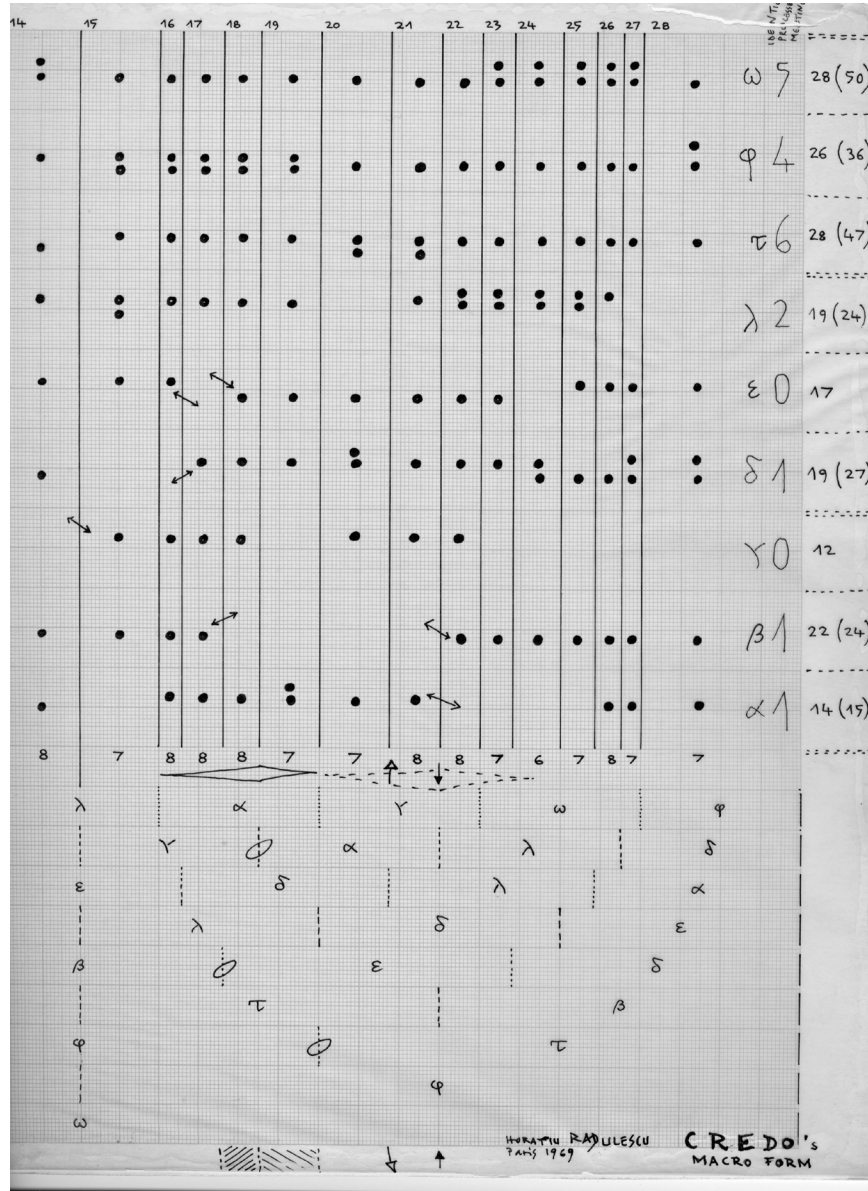 14 15 16 17 18 19 20 21 22 23 24 25 26 27 28
ω 5 28 (50)
φ 4 26 (36)
τ 6 28 (47)
λ 2 19 (24)
ε 0 17
δ 1 19 (27)
γ 0 12
β 1 22 (24)
α 1 14 (15)
8 7 8 8 8 7 7 8 8 7 6 7 8 7 7
λ α γ ω φ
γ α λ δ
ε δ λ α
λ δ ε
β ε δ
τ β
φ τ
φ
ω
HORATIU RADULESCU
Paris 1969
CREDO's
MACRO FORM